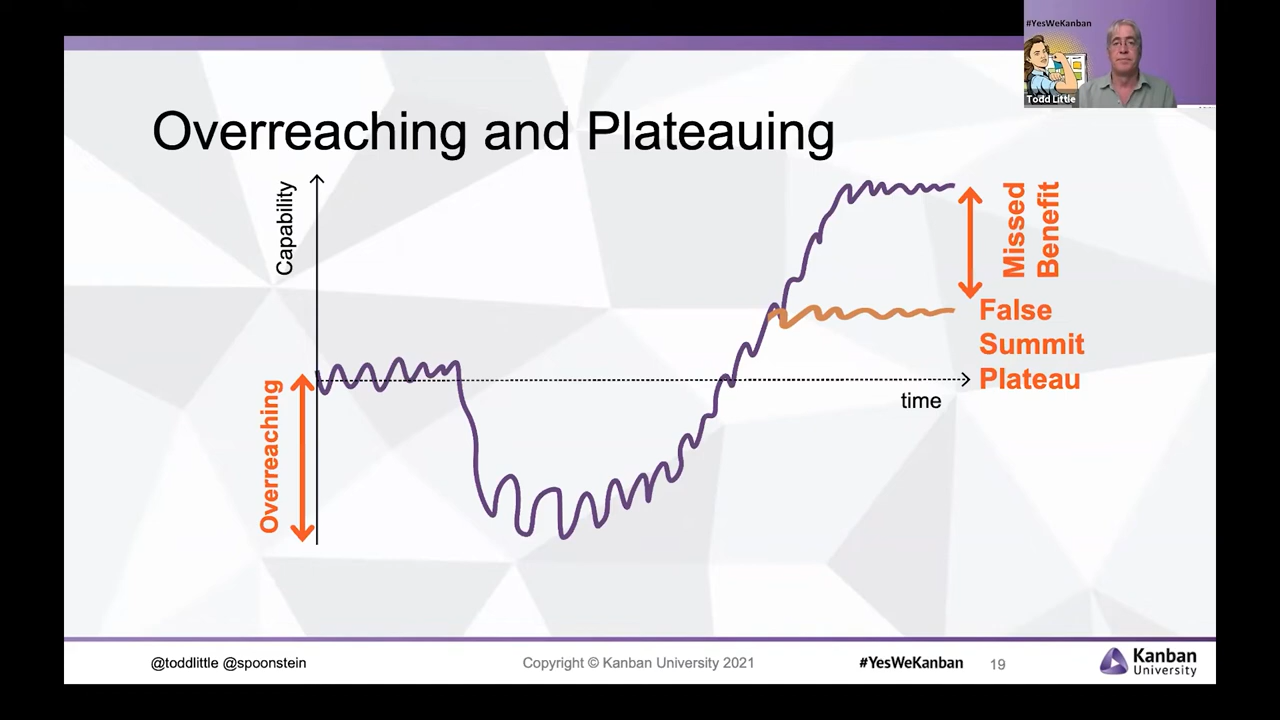 #YesWeKanban
Todd Little
Overreaching and Plateauing
Capability
Missed
Benefit
False
Summit
Plateau
time
Overreaching
@toddlittle @spoonstein
Copyright © Kanban University 2021
#YesWeKanban
19
Kanban
University